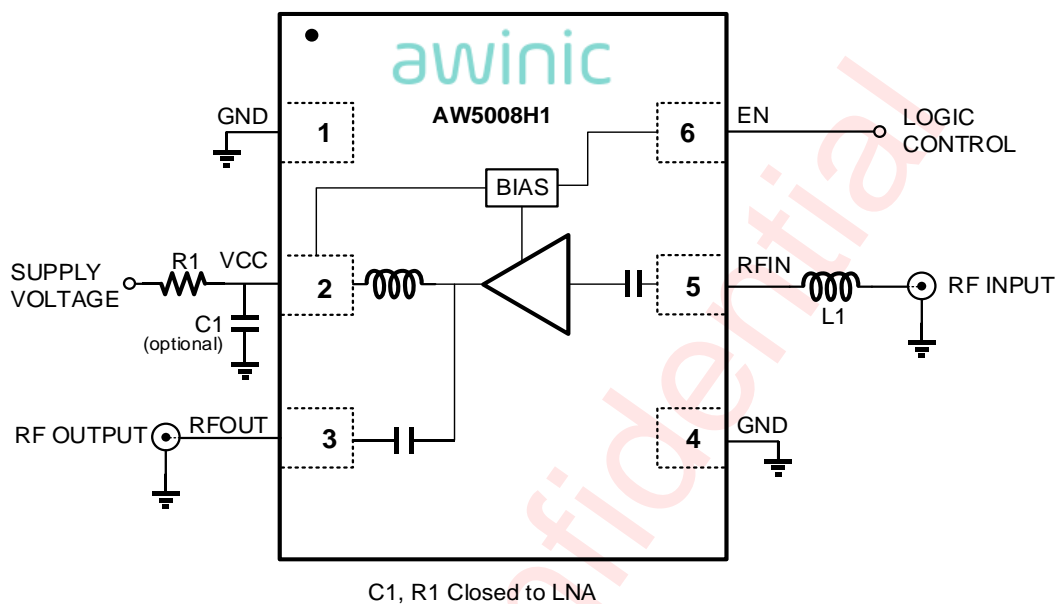 awinic
AW5008H1
GND
1
6
EN
LOGIC
CONTROL
BIAS
SUPPLY
VOLTAGE
R1
VCC
2
5
RFIN
RF INPUT
L1
C1
(optional)
RF OUTPUT
RFOUT
3
4
GND
C1, R1 Closed to LNA
nfidential